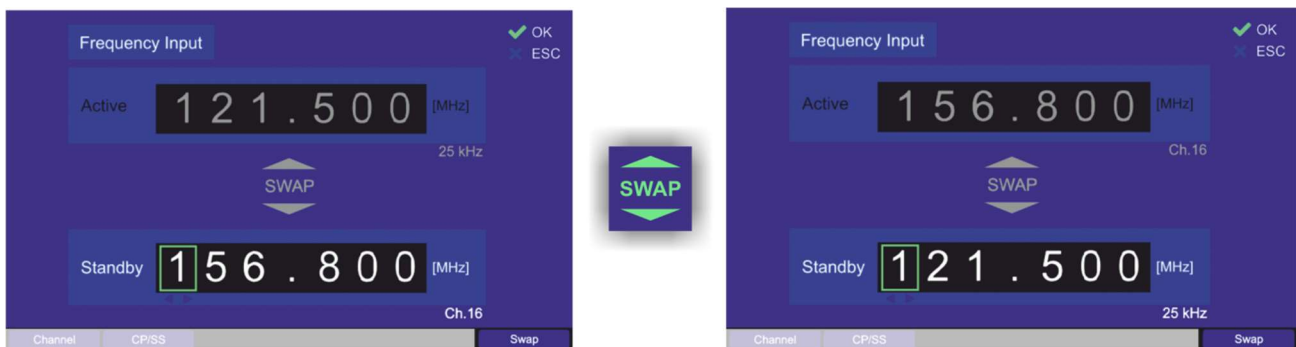 Frequency Input
OK
ESC
Active 121.500 [MHz]
25 kHz
SWAP
Standby 156.800 [MHz]
Ch.16
Channel CP/SS Swap
SWAP
Frequency Input
OK
ESC
Active 156.800 [MHz]
Ch.16
SWAP
Standby 121.500 [MHz]
25 kHz
Channel CP/SS Swap